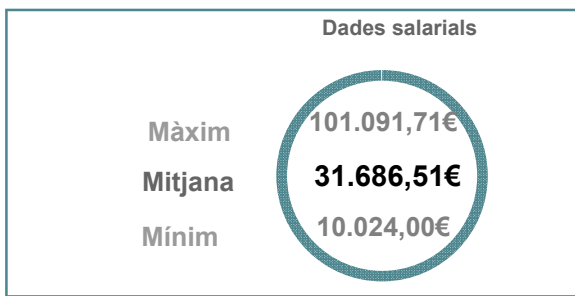 Dades salarials
Màxim 101.091,71€
Mitjana 31.686,51€
Mínim 10.024,00€